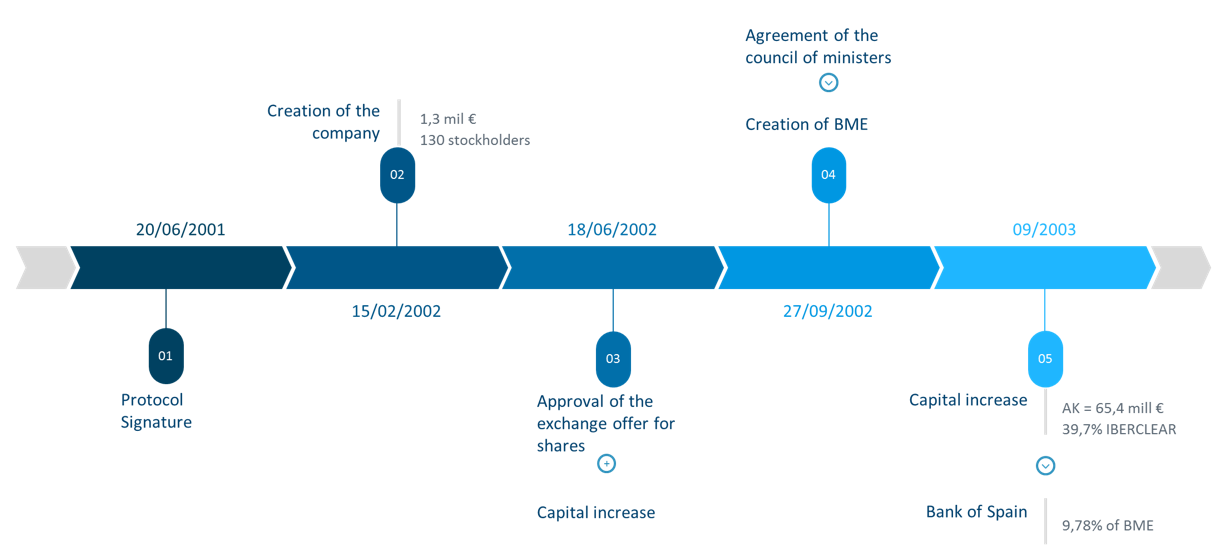 Agreement of the
council of ministers
Creation of BME
04
Creation of the
company
1,3 mil €
130 stockholders
02
20/06/2001
18/06/2002
09/2003
15/02/2002
27/09/2002
01
Protocol
Signature
03
Approval of the
exchange offer for
shares
+
Capital increase
05
Capital increase
AK = 65,4 mill €
39,7% IBERCLEAR
Bank of Spain
9,78% of BME